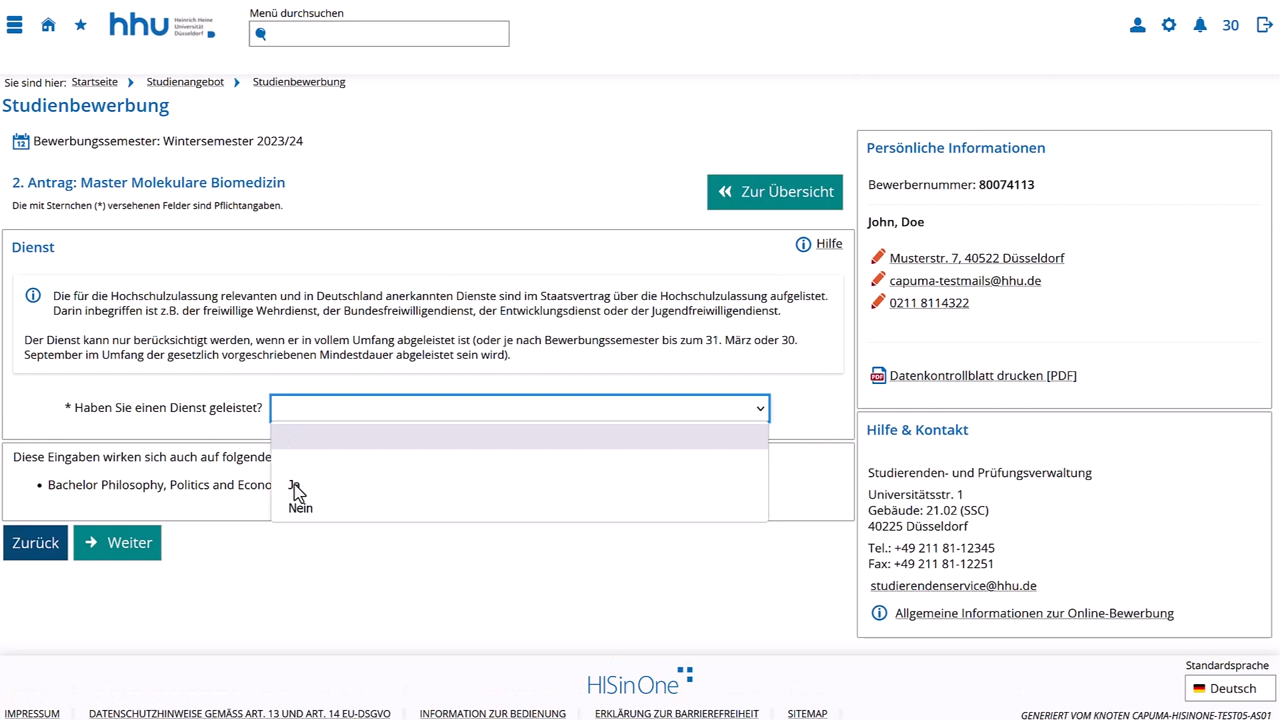 Menü durchsuchen
hhu Heinrich Heine
Universität
Düsseldorf
30
Sie sind hier: Startseite Studienangebot Studienbewerbung
Studienbewerbung
12 Bewerbungssemester: Wintersemester 2023/24
2. Antrag: Master Molekulare Biomedizin
Die mit Sternchen (*) versehenen Felder sind Pflichtangaben.
Zur Übersicht
Dienst
Hilfe
Die für die Hochschulzulassung relevanten und in Deutschland anerkannten Dienste sind im Staatsvertrag über die Hochschulzulassung aufgelistet.
Darin inbegriffen ist z.B. der freiwillige Wehrdienst, der Bundesfreiwilligendienst, der Entwicklungsdienst oder der Jugendfreiwilligendienst.
Der Dienst kann nur berücksichtigt werden, wenn er in vollem Umfang abgeleistet ist (oder je nach Bewerbungssemester bis zum 31. März oder 30.
September im Umfang der gesetzlich vorgeschriebenen Mindestdauer abgeleistet sein wird).
* Haben Sie einen Dienst geleistet?
Ja
Nein
Diese Eingaben wirken sich auch auf folgende
• Bachelor Philosophy, Politics and Econo
Zurück
Weiter
Persönliche Informationen
Bewerbernummer: 80074113
John, Doe
Musterstr. 7, 40522 Düsseldorf
capuma-testmails@hhu.de
0211 8114322
PDF Datenkontrollblatt drucken [PDF]
Hilfe & Kontakt
Studierenden- und Prüfungsverwaltung
Universitätsstr. 1
Gebäude: 21.02 (SSC)
40225 Düsseldorf
Tel.: +49 211 81-12345
Fax: +49 211 81-12251
studierendenservice@hhu.de
Allgemeine Informationen zur Online-Bewerbung
HISinOne
Standardsprache
Deutsch
IMPRESSUM
DATENSCHUTZHINWEISE GEMÄSS ART. 13 UND ART. 14 EU-DSGVO
INFORMATION ZUR BEDIENUNG
ERKLÄRUNG ZUR BARRIEREFREIHEIT
SITEMAP
GENERIERT VOM KNOTEN CAPUMA-HISINONE-TEST05-AS01